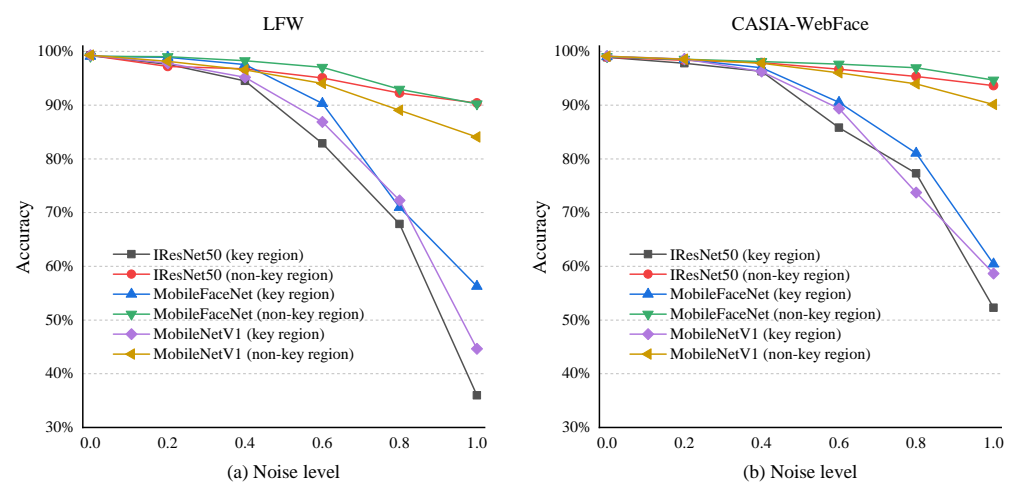 LFW
100%
90%
80%
70%
60%
50%
40%
30%
Accuracy
IResNet50 (key region)
IResNet50 (non-key region)
MobileFaceNet (key region)
MobileFaceNet (non-key region)
MobileNetV1 (key region)
MobileNetV1 (non-key region)
0.0 0.2 0.4 0.6 0.8 1.0
(a) Noise level
CASIA-WebFace
100%
90%
80%
70%
60%
50%
40%
30%
Accuracy
IResNet50 (key region)
IResNet50 (non-key region)
MobileFaceNet (key region)
MobileFaceNet (non-key region)
MobileNetV1 (key region)
MobileNetV1 (non-key region)
0.0 0.2 0.4 0.6 0.8 1.0
(b) Noise level